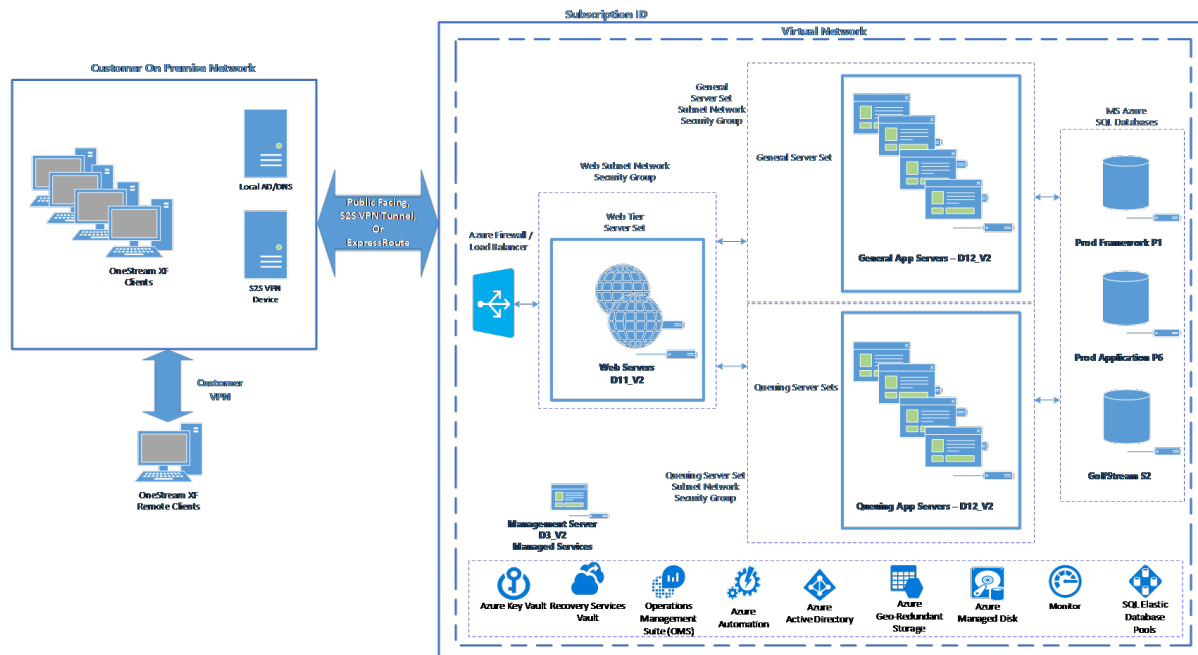 Subscription ID
Virtual Network
Customer On Premise Network
Local AD/DNS
OneStream XF
Clients
S2S VPN
Device
Public Facing,
S2S VPN Tunnel,
Or
ExpressRoute
Customer
VPN
OneStream XF
Remote Clients
Azure Firewall /
Load Balancer
Web Subnet Network
Security Group
Web Tier
Server Set
Web Servers
D11_V2
General
Server Set
Subnet Network
Security Group
General Server Set
General App Servers – D12_V2
Queuing Server Sets
Queuing Server Set
Subnet Network
Security Group
Queuing App Servers – D12_V2
MS Azure
SQL Databases
Prod Framework P1
Prod Application P6
GolfStream S2
Management Server
D3_V2
Managed Services
Azure Key Vault
Recovery Services
Vault
Operations
Management
Suite (OMS)
Azure
Automation
Azure
Active Directory
Azure
Geo-Redundant
Storage
Azure
Managed Disk
Monitor
SQL Elastic
Database
Pools